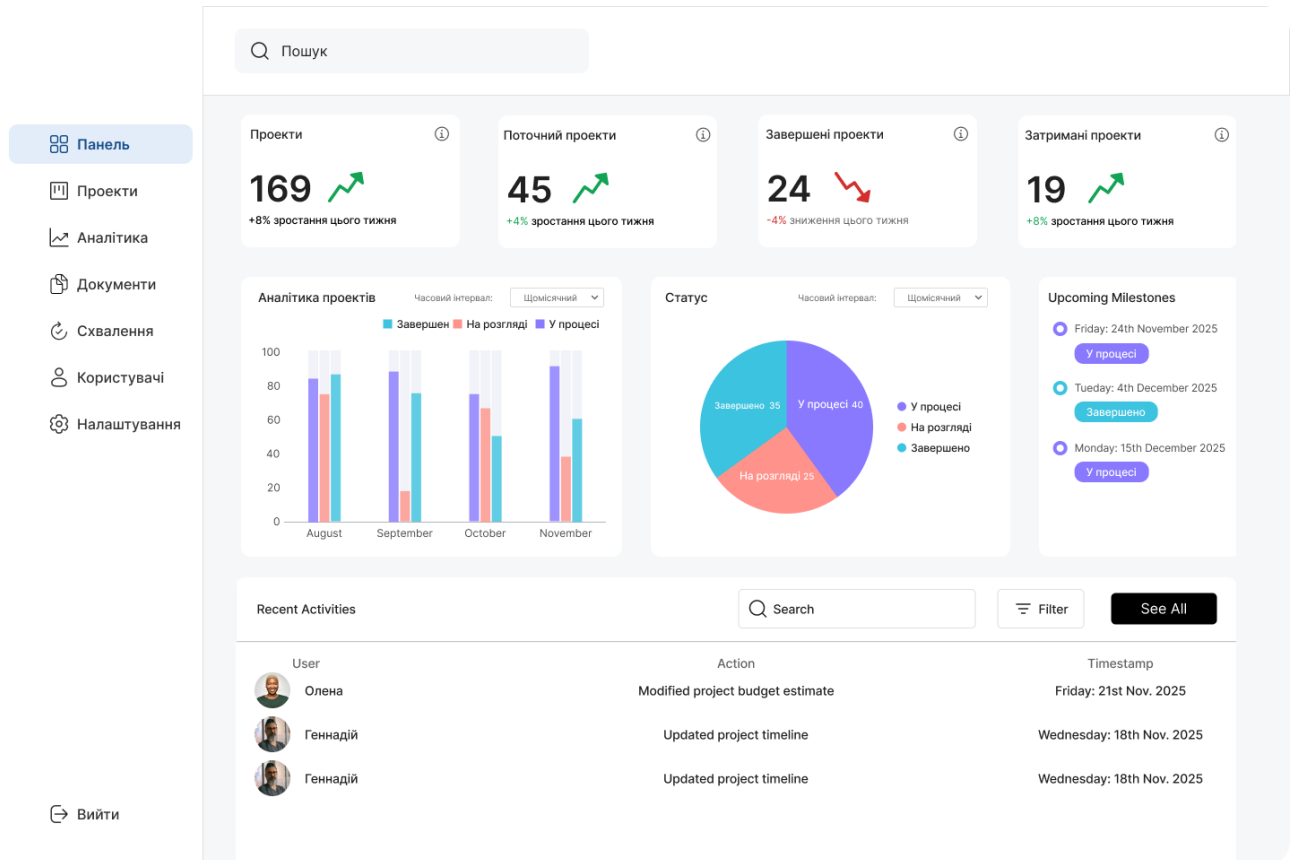 Пошук
Панель
Проекти
Аналітика
Документи
Схвалення
Користувачі
Налаштування
Вийти
Проекти
169
+8% зростання цього тижня
Поточний проекти
45
+4% зростання цього тижня
Завершені проекти
24
-4% зниження цього тижня
Затримані проекти
19
+8% зростання цього тижня
Аналітика проектів
Часовий інтервал:
Щомісячний
Завершен На розгляді У процесі
100
80
60
40
20
0
August September October November
Статус
Часовий інтервал:
Щомісячний
Завершено 35
У процесі 40
На розгляді 25
У процесі
На розгляді
Завершено
Upcoming Milestones
Friday: 24th November 2025
У процесі
Tueday: 4th December 2025
Завершено
Monday: 15th December 2025
У процесі
Recent Activities
Search
Filter
See All
User Action Timestamp
Олена Modified project budget estimate Friday: 21st Nov. 2025
Геннадій Updated project timeline Wednesday: 18th Nov. 2025
Геннадій Updated project timeline Wednesday: 18th Nov. 2025